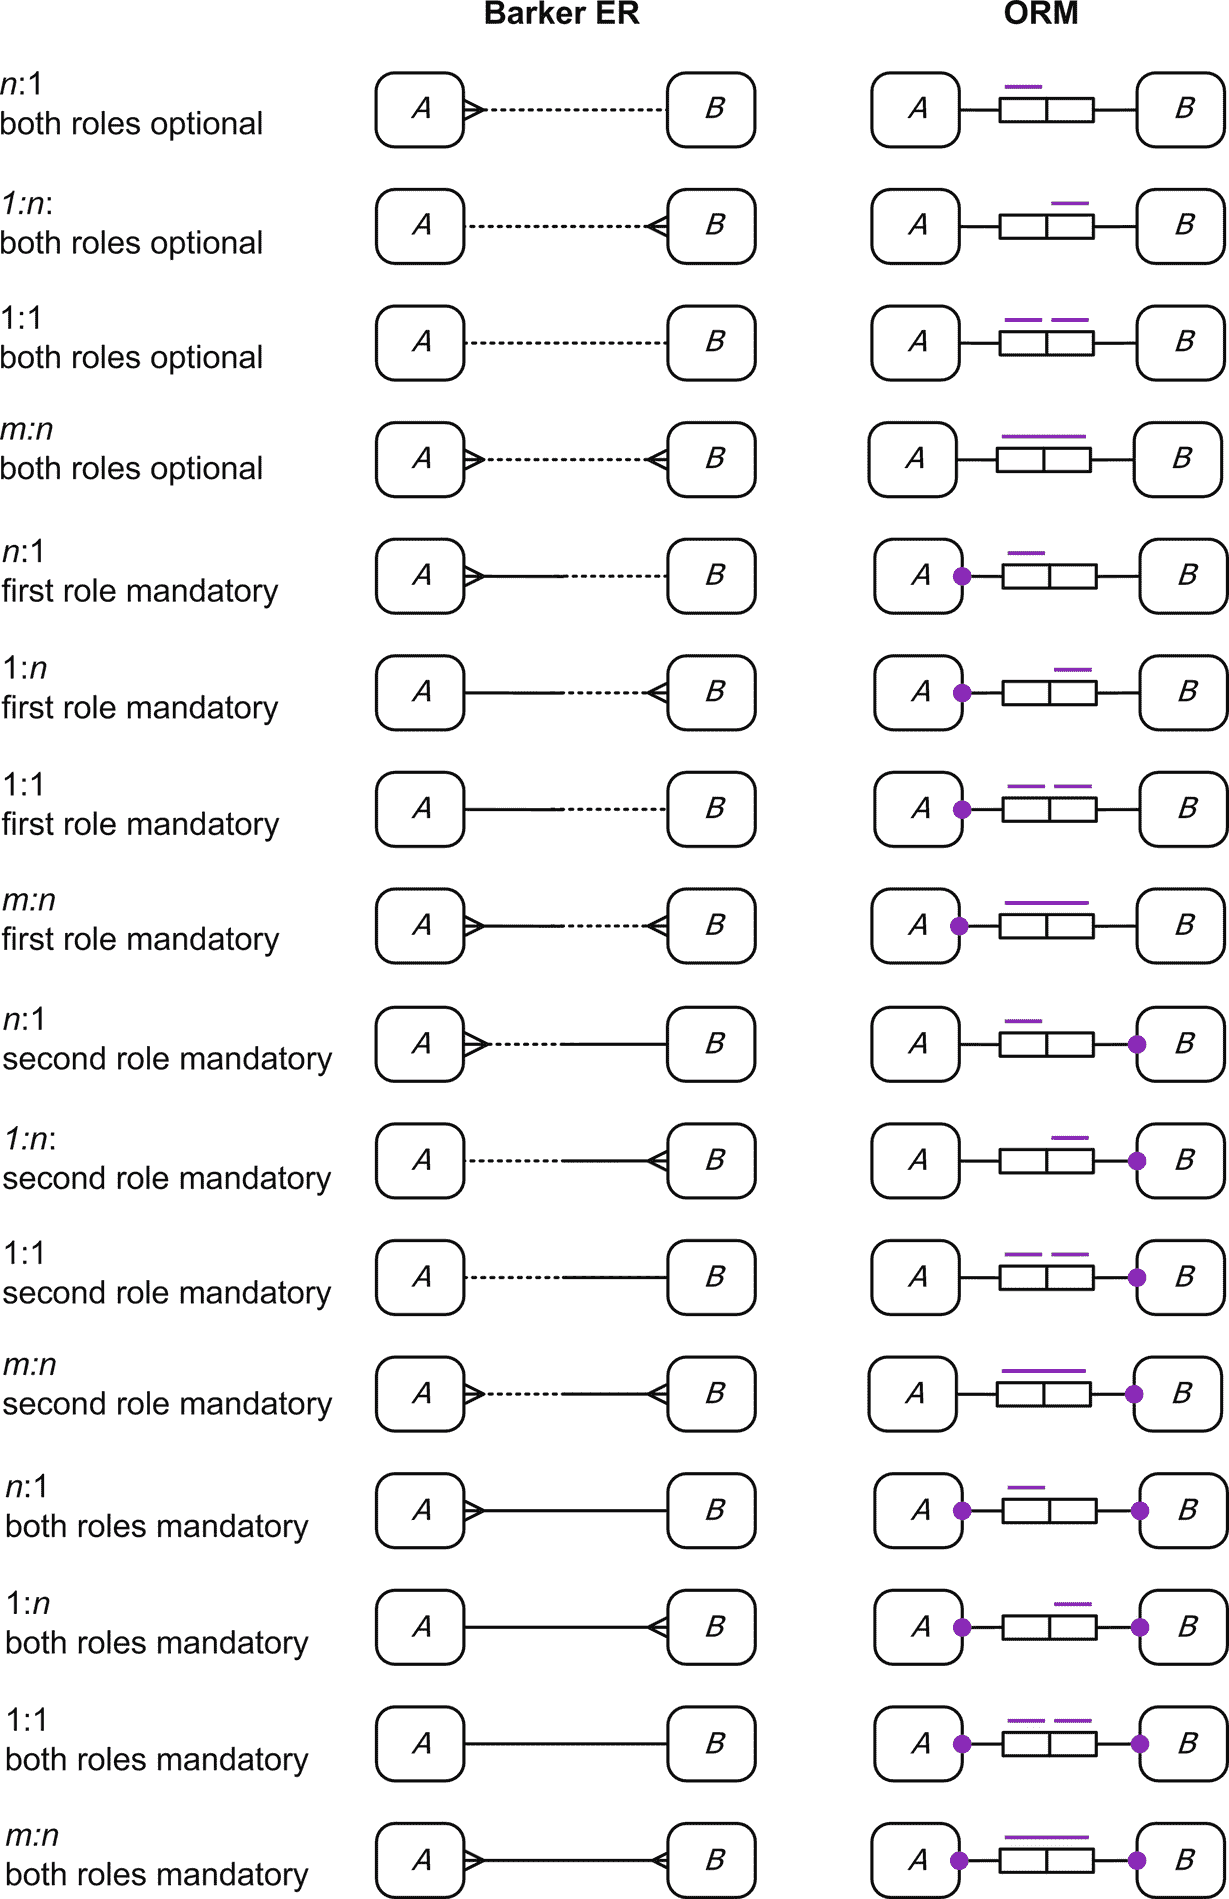 Barker ER ORM
n:1
both roles optional
A B A B
1:n:
both roles optional
A B A B
1:1
both roles optional
A B A B
m:n
both roles optional
A B A B
n:1
first role mandatory
A B A B
1:n
first role mandatory
A B A B
1:1
first role mandatory
A B A B
m:n
first role mandatory
A B A B
n:1
second role mandatory
A B A B
1:n:
second role mandatory
A B A B
1:1
second role mandatory
A B A B
m:n
second role mandatory
A B A B
n:1
both roles mandatory
A B A B
1:n
both roles mandatory
A B A B
1:1
both roles mandatory
A B A B
m:n
both roles mandatory
A B A B